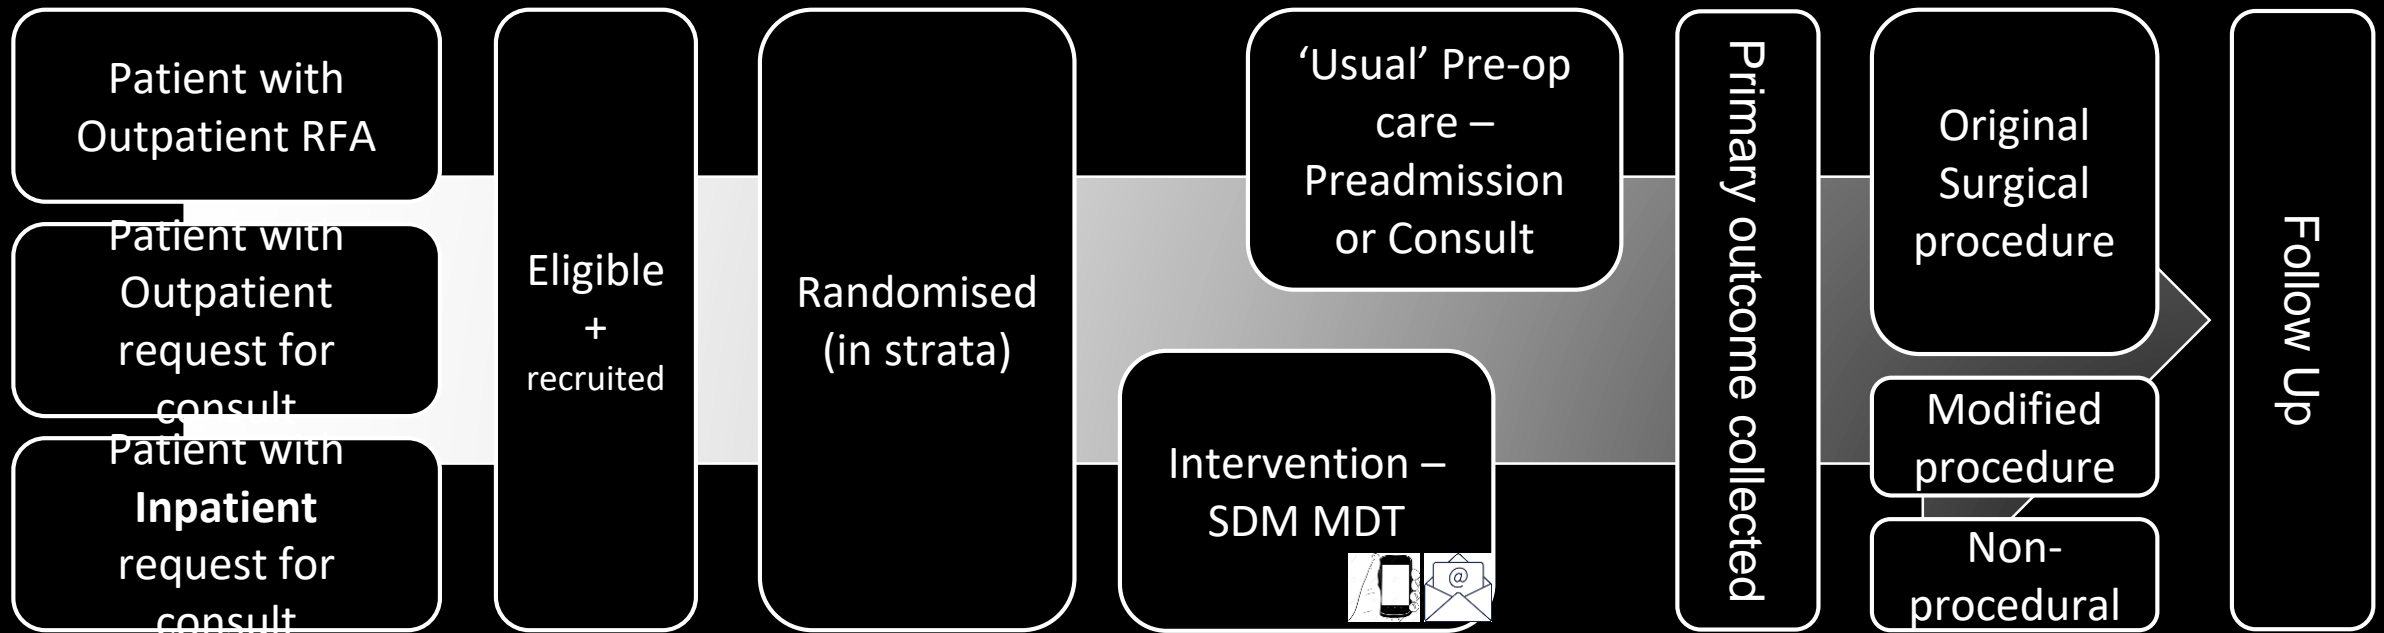 Patient with
Outpatient RFA
Patient with
Outpatient
request for
consult
Patient with
Inpatient
request for
consult
Eligible
+
recruited
Randomised
(in strata)
‘Usual’ Pre-op
care –
Preadmission
or Consult
Intervention –
SDM MDT
@
Primary outcome collected
Original
Surgical
procedure
Modified
procedure
Non-
procedural
Follow Up